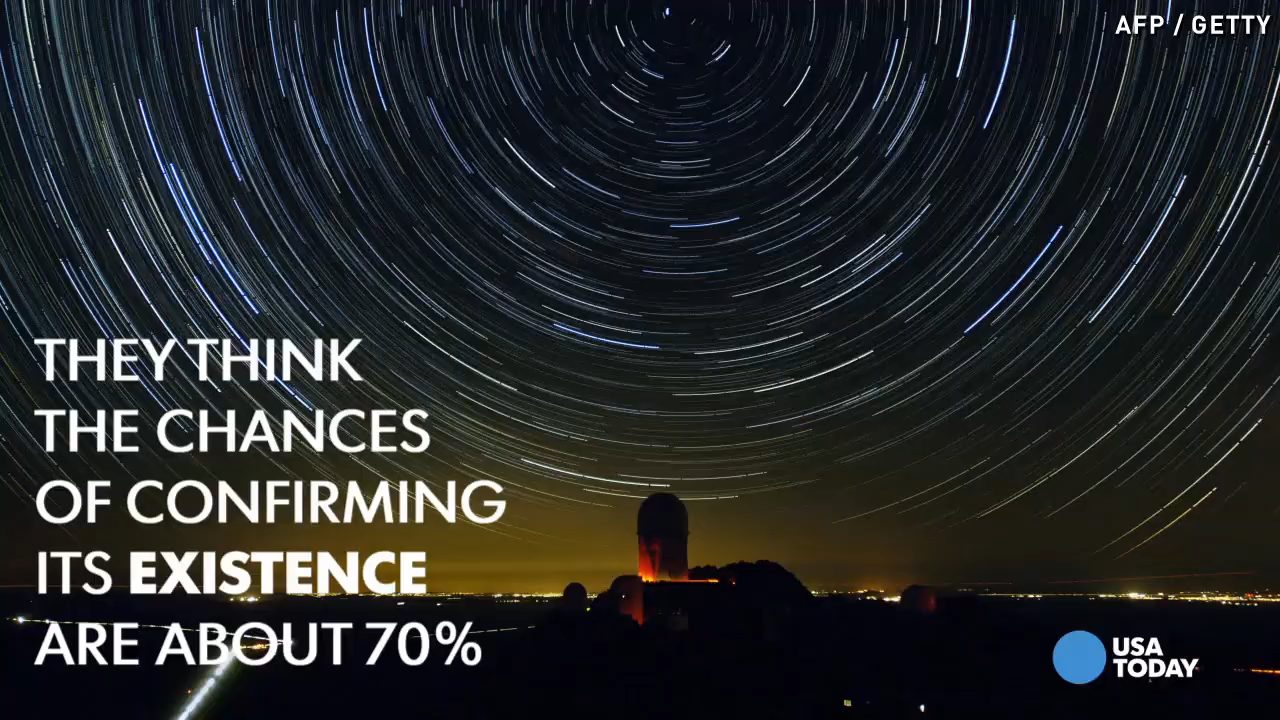 AFP / GETTY
THEY THINK
THE CHANCES
OF CONFIRMING
ITS EXISTENCE
ARE ABOUT 70%
USA
TODAY